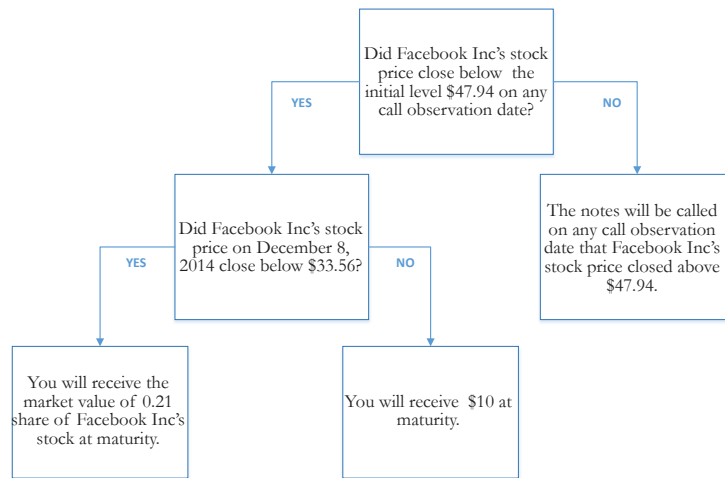 Did Facebook Inc's stock
price close below the
initial level $47.94 on any
call observation date?
YES
NO
Did Facebook Inc's stock
price on December 8,
2014 close below $33.56?
The notes will be called
on any call observation
date that Facebook Inc's
stock price closed above
$47.94.
YES
NO
You will receive the
market value of 0.21
share of Facebook Inc's
stock at maturity.
You will receive $10 at
maturity.